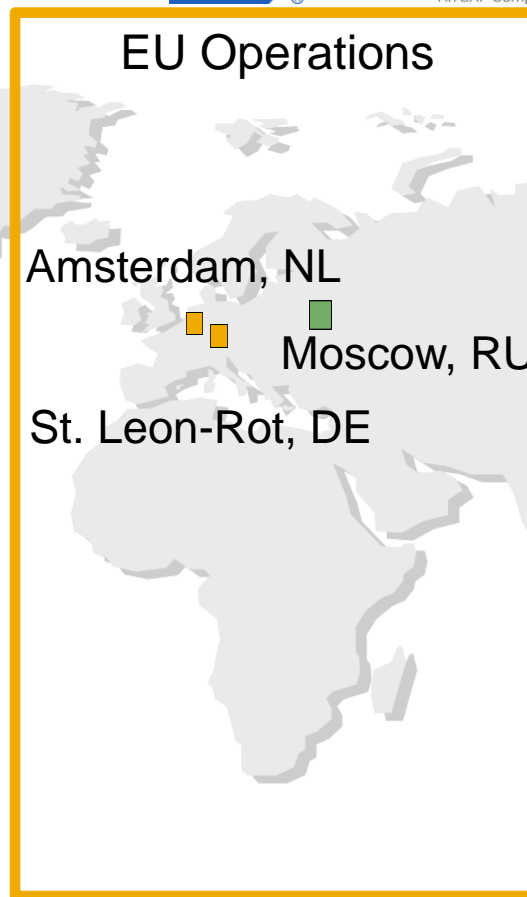 EU Operations
Amsterdam, NL
Moscow, RU
St. Leon-Rot, DE